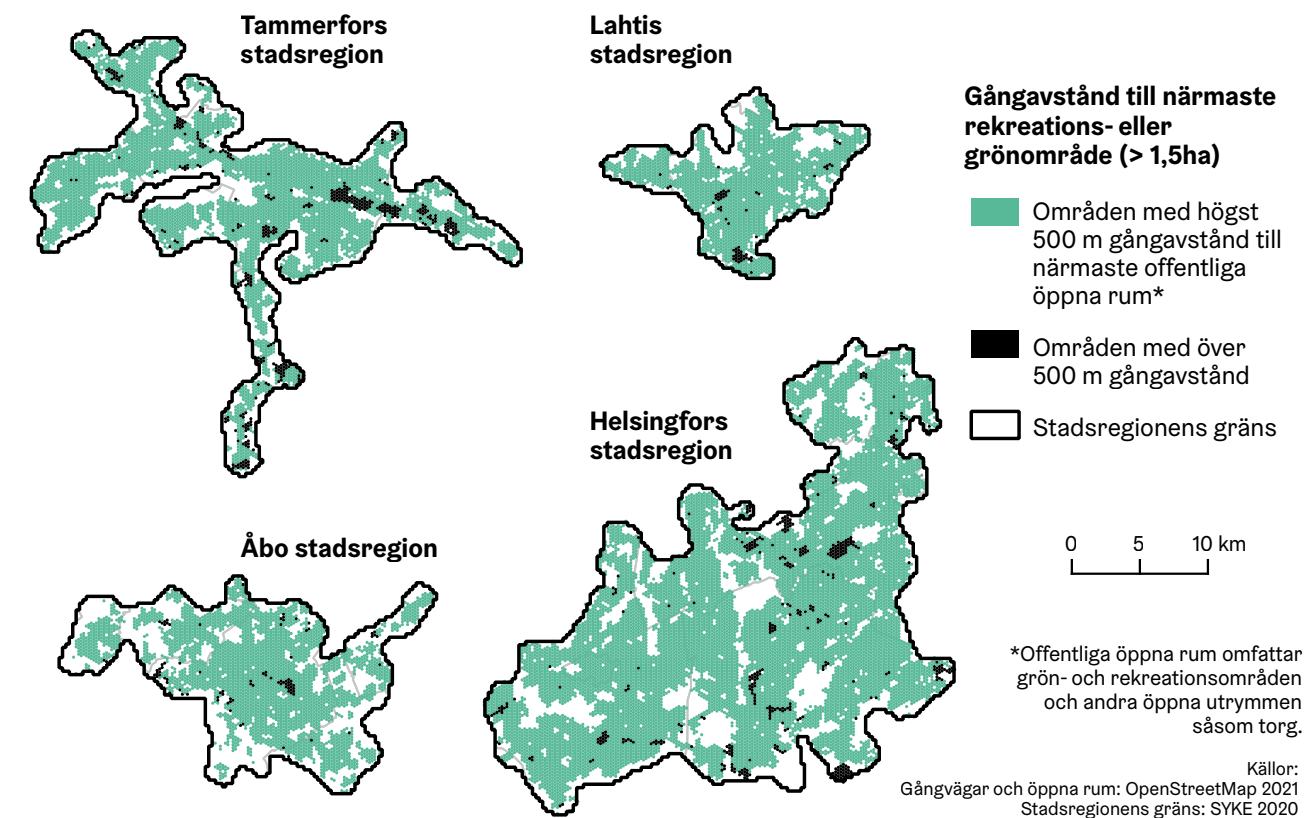 Tammerfors
stadsregion
Lahtis
stadsregion
Gångavstånd till närmaste
rekreations- eller
grönområde (> 1,5ha)
Områden med högst
500 m gångavstånd till
närmaste offentliga
öppna rum*
Områden med över
500 m gångavstånd
Stadsregionens gräns
Helsingfors
stadsregion
Åbo stadsregion
0 5 10 km
*Offentliga öppna rum omfattar
grön- och rekreationsområden
och andra öppna utrymmen
såsom torg.
Källor:
Gångvägar och öppna rum: OpenStreetMap 2021
Stadsregionens gräns: SYKE 2020